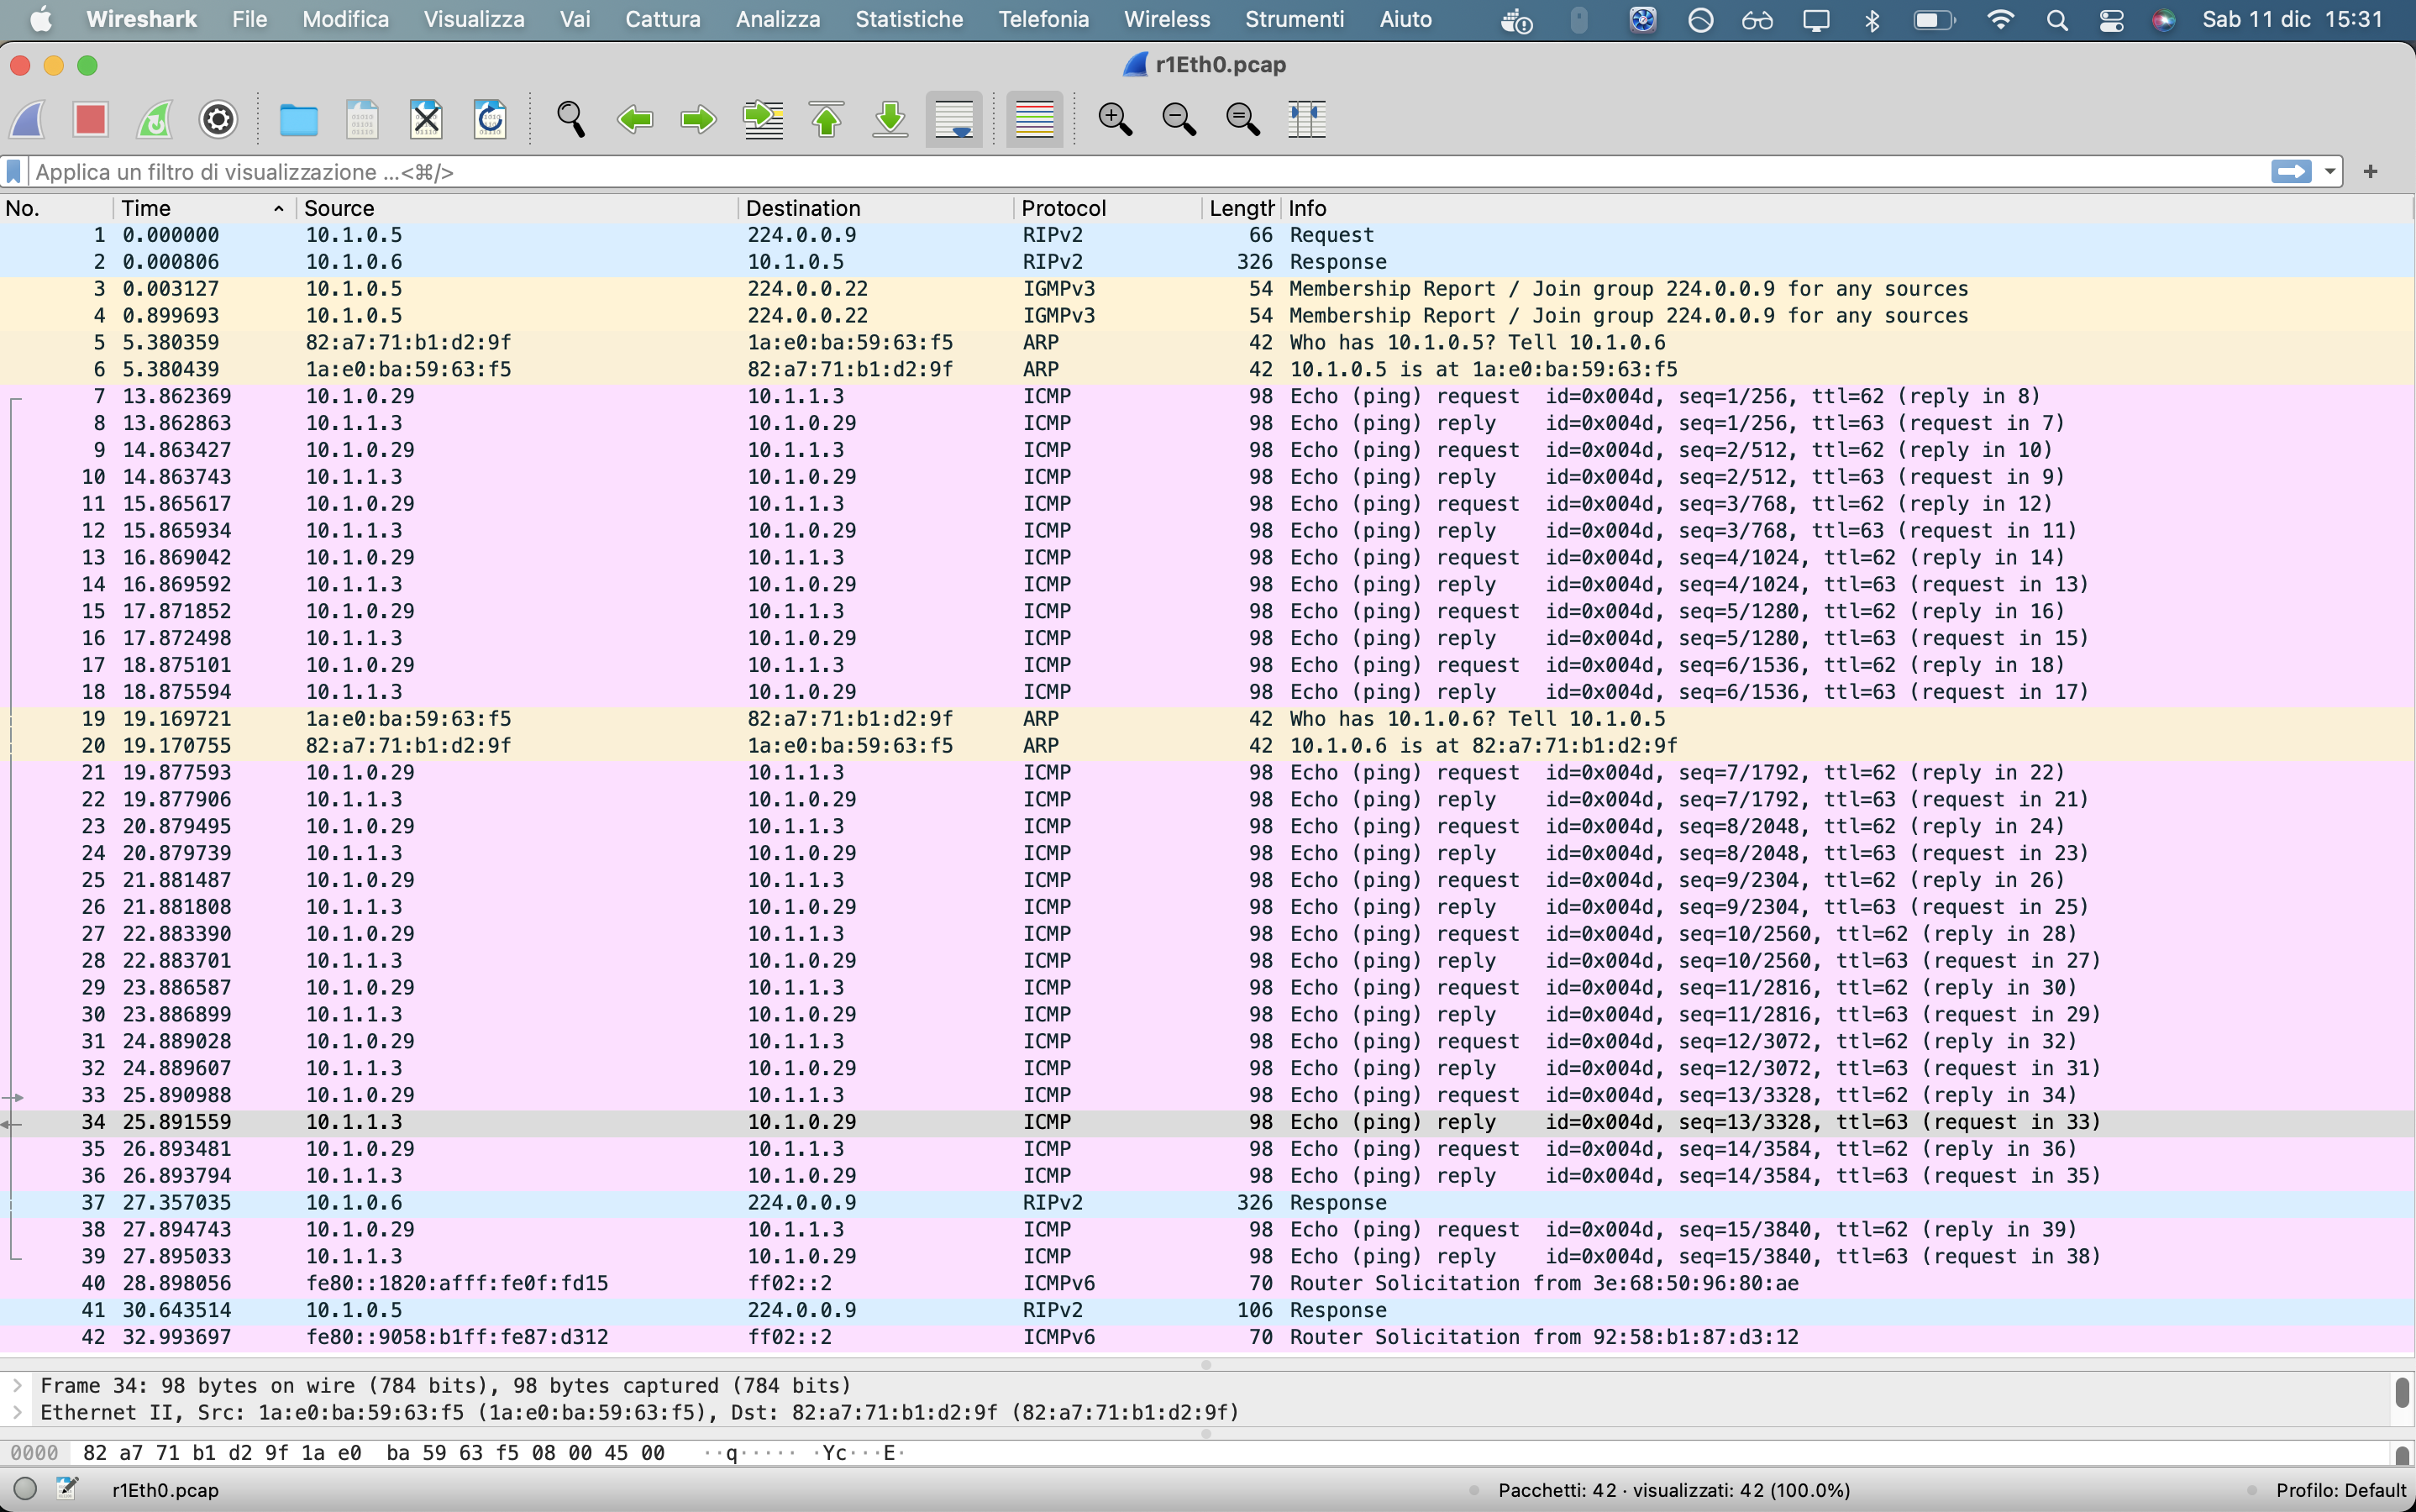 Wireshark File Modifica Visualizza Vai Cattura Analizza Statistiche Telefonia Wireless Strumenti Aiuto Sab 11 dic 15:31
r1Eth0.pcap
Applica un filtro di visualizzazione ...<⌘/>
No. Time Source Destination Protocol Length Info
1 0.000000 10.1.0.5 224.0.0.9 RIPv2 66 Request
2 0.000806 10.1.0.6 10.1.0.5 RIPv2 326 Response
3 0.003127 10.1.0.5 224.0.0.22 IGMPv3 54 Membership Report / Join group 224.0.0.9 for any sources
4 0.899693 10.1.0.5 224.0.0.22 IGMPv3 54 Membership Report / Join group 224.0.0.9 for any sources
5 5.380359 82:a7:71:b1:d2:9f 1a:e0:ba:59:63:f5 ARP 42 Who has 10.1.0.5? Tell 10.1.0.6
6 5.380439 1a:e0:ba:59:63:f5 82:a7:71:b1:d2:9f ARP 42 10.1.0.5 is at 1a:e0:ba:59:63:f5
7 13.862369 10.1.0.29 10.1.1.3 ICMP 98 Echo (ping) request id=0x004d, seq=1/256, ttl=62 (reply in 8)
8 13.862863 10.1.1.3 10.1.0.29 ICMP 98 Echo (ping) reply id=0x004d, seq=1/256, ttl=63 (request in 7)
9 14.863427 10.1.0.29 10.1.1.3 ICMP 98 Echo (ping) request id=0x004d, seq=2/512, ttl=62 (reply in 10)
10 14.863743 10.1.1.3 10.1.0.29 ICMP 98 Echo (ping) reply id=0x004d, seq=2/512, ttl=63 (request in 9)
11 15.865617 10.1.0.29 10.1.1.3 ICMP 98 Echo (ping) request id=0x004d, seq=3/768, ttl=62 (reply in 12)
12 15.865934 10.1.1.3 10.1.0.29 ICMP 98 Echo (ping) reply id=0x004d, seq=3/768, ttl=63 (request in 11)
13 16.869042 10.1.0.29 10.1.1.3 ICMP 98 Echo (ping) request id=0x004d, seq=4/1024, ttl=62 (reply in 14)
14 16.869592 10.1.1.3 10.1.0.29 ICMP 98 Echo (ping) reply id=0x004d, seq=4/1024, ttl=63 (request in 13)
15 17.871852 10.1.0.29 10.1.1.3 ICMP 98 Echo (ping) request id=0x004d, seq=5/1280, ttl=62 (reply in 16)
16 17.872498 10.1.1.3 10.1.0.29 ICMP 98 Echo (ping) reply id=0x004d, seq=5/1280, ttl=63 (request in 15)
17 18.875101 10.1.0.29 10.1.1.3 ICMP 98 Echo (ping) request id=0x004d, seq=6/1536, ttl=62 (reply in 18)
18 18.875594 10.1.1.3 10.1.0.29 ICMP 98 Echo (ping) reply id=0x004d, seq=6/1536, ttl=63 (request in 17)
19 19.169721 1a:e0:ba:59:63:f5 82:a7:71:b1:d2:9f ARP 42 Who has 10.1.0.6? Tell 10.1.0.5
20 19.170755 82:a7:71:b1:d2:9f 1a:e0:ba:59:63:f5 ARP 42 10.1.0.6 is at 82:a7:71:b1:d2:9f
21 19.877593 10.1.0.29 10.1.1.3 ICMP 98 Echo (ping) request id=0x004d, seq=7/1792, ttl=62 (reply in 22)
22 19.877906 10.1.1.3 10.1.0.29 ICMP 98 Echo (ping) reply id=0x004d, seq=7/1792, ttl=63 (request in 21)
23 20.879495 10.1.0.29 10.1.1.3 ICMP 98 Echo (ping) request id=0x004d, seq=8/2048, ttl=62 (reply in 24)
24 20.879739 10.1.1.3 10.1.0.29 ICMP 98 Echo (ping) reply id=0x004d, seq=8/2048, ttl=63 (request in 23)
25 21.881487 10.1.0.29 10.1.1.3 ICMP 98 Echo (ping) request id=0x004d, seq=9/2304, ttl=62 (reply in 26)
26 21.881808 10.1.1.3 10.1.0.29 ICMP 98 Echo (ping) reply id=0x004d, seq=9/2304, ttl=63 (request in 25)
27 22.883390 10.1.0.29 10.1.1.3 ICMP 98 Echo (ping) request id=0x004d, seq=10/2560, ttl=62 (reply in 28)
28 22.883701 10.1.1.3 10.1.0.29 ICMP 98 Echo (ping) reply id=0x004d, seq=10/2560, ttl=63 (request in 27)
29 23.886587 10.1.0.29 10.1.1.3 ICMP 98 Echo (ping) request id=0x004d, seq=11/2816, ttl=62 (reply in 30)
30 23.886899 10.1.1.3 10.1.0.29 ICMP 98 Echo (ping) reply id=0x004d, seq=11/2816, ttl=63 (request in 29)
31 24.889028 10.1.0.29 10.1.1.3 ICMP 98 Echo (ping) request id=0x004d, seq=12/3072, ttl=62 (reply in 32)
32 24.889607 10.1.1.3 10.1.0.29 ICMP 98 Echo (ping) reply id=0x004d, seq=12/3072, ttl=63 (request in 31)
33 25.890988 10.1.0.29 10.1.1.3 ICMP 98 Echo (ping) request id=0x004d, seq=13/3328, ttl=62 (reply in 34)
34 25.891559 10.1.1.3 10.1.0.29 ICMP 98 Echo (ping) reply id=0x004d, seq=13/3328, ttl=63 (request in 33)
35 26.893481 10.1.0.29 10.1.1.3 ICMP 98 Echo (ping) request id=0x004d, seq=14/3584, ttl=62 (reply in 36)
36 26.893794 10.1.1.3 10.1.0.29 ICMP 98 Echo (ping) reply id=0x004d, seq=14/3584, ttl=63 (request in 35)
37 27.357035 10.1.0.6 224.0.0.9 RIPv2 326 Response
38 27.894743 10.1.0.29 10.1.1.3 ICMP 98 Echo (ping) request id=0x004d, seq=15/3840, ttl=62 (reply in 39)
39 27.895033 10.1.1.3 10.1.0.29 ICMP 98 Echo (ping) reply id=0x004d, seq=15/3840, ttl=63 (request in 38)
40 28.898056 fe80::1820:afff:fe0f:fd15 ff02::2 ICMPv6 70 Router Solicitation from 3e:68:50:96:80:ae
41 30.643514 10.1.0.5 224.0.0.9 RIPv2 106 Response
42 32.993697 fe80::9058:b1ff:fe87:d312 ff02::2 ICMPv6 70 Router Solicitation from 92:58:b1:87:d3:12
Frame 34: 98 bytes on wire (784 bits), 98 bytes captured (784 bits)
Ethernet II, Src: 1a:e0:ba:59:63:f5 (1a:e0:ba:59:63:f5), Dst: 82:a7:71:b1:d2:9f (82:a7:71:b1:d2:9f)
0000 82 a7 71 b1 d2 9f 1a e0 ba 59 63 f5 08 00 45 00 ··q····· ·Yc···E·
r1Eth0.pcap Pacchetti: 42 · visualizzati: 42 (100.0%) Profilo: Default